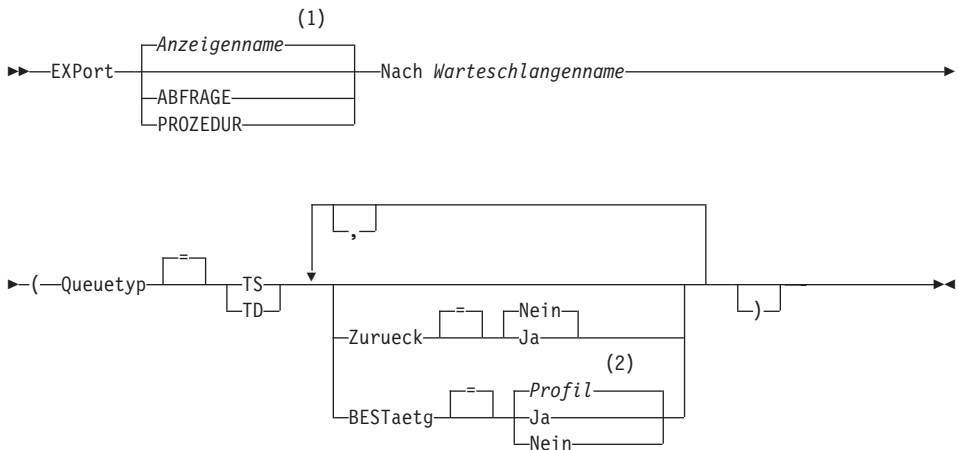 (1)
Anzeigenname
EXPort
Nach Warteschlangenname
ABFRAGE
PROZEDUR
,
( Queuetyp = TS
TD
Zurueck = Nein
Ja
)
(2)
BESTaetg = Profil
Ja
Nein